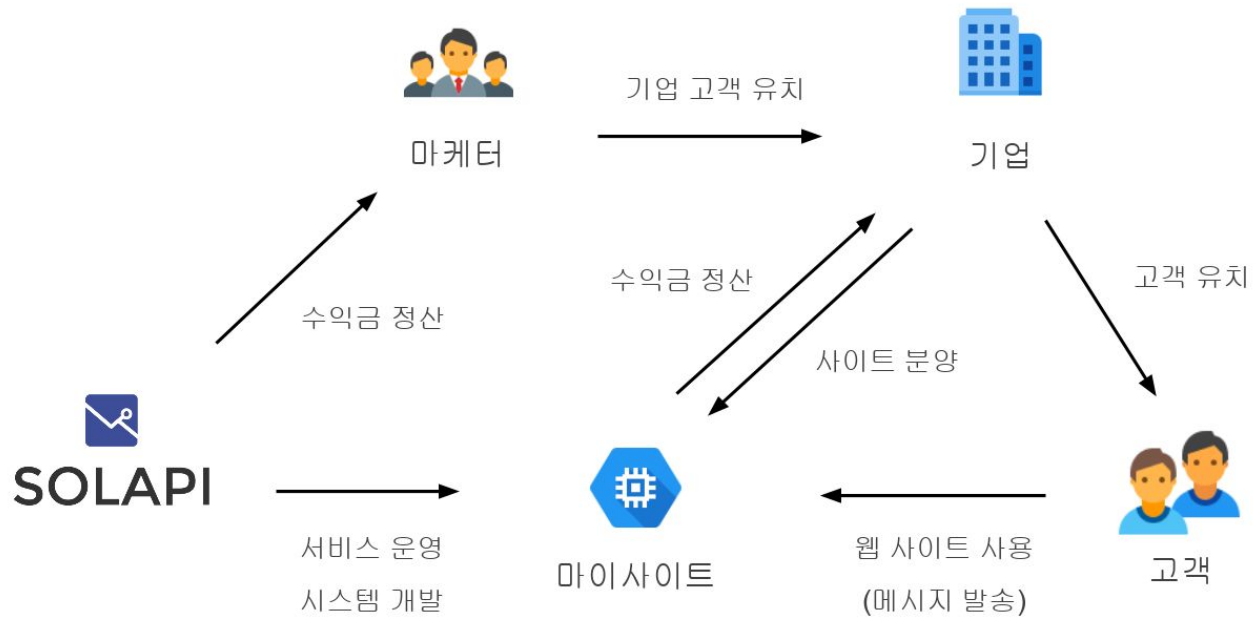 기업 고객 유치
마케터
기업
수익금 정산
고객 유치
수익금 정산
사이트 분양
SOLAPI
서비스 운영
시스템 개발
마이사이트
웹 사이트 사용
(메시지 발송)
고객